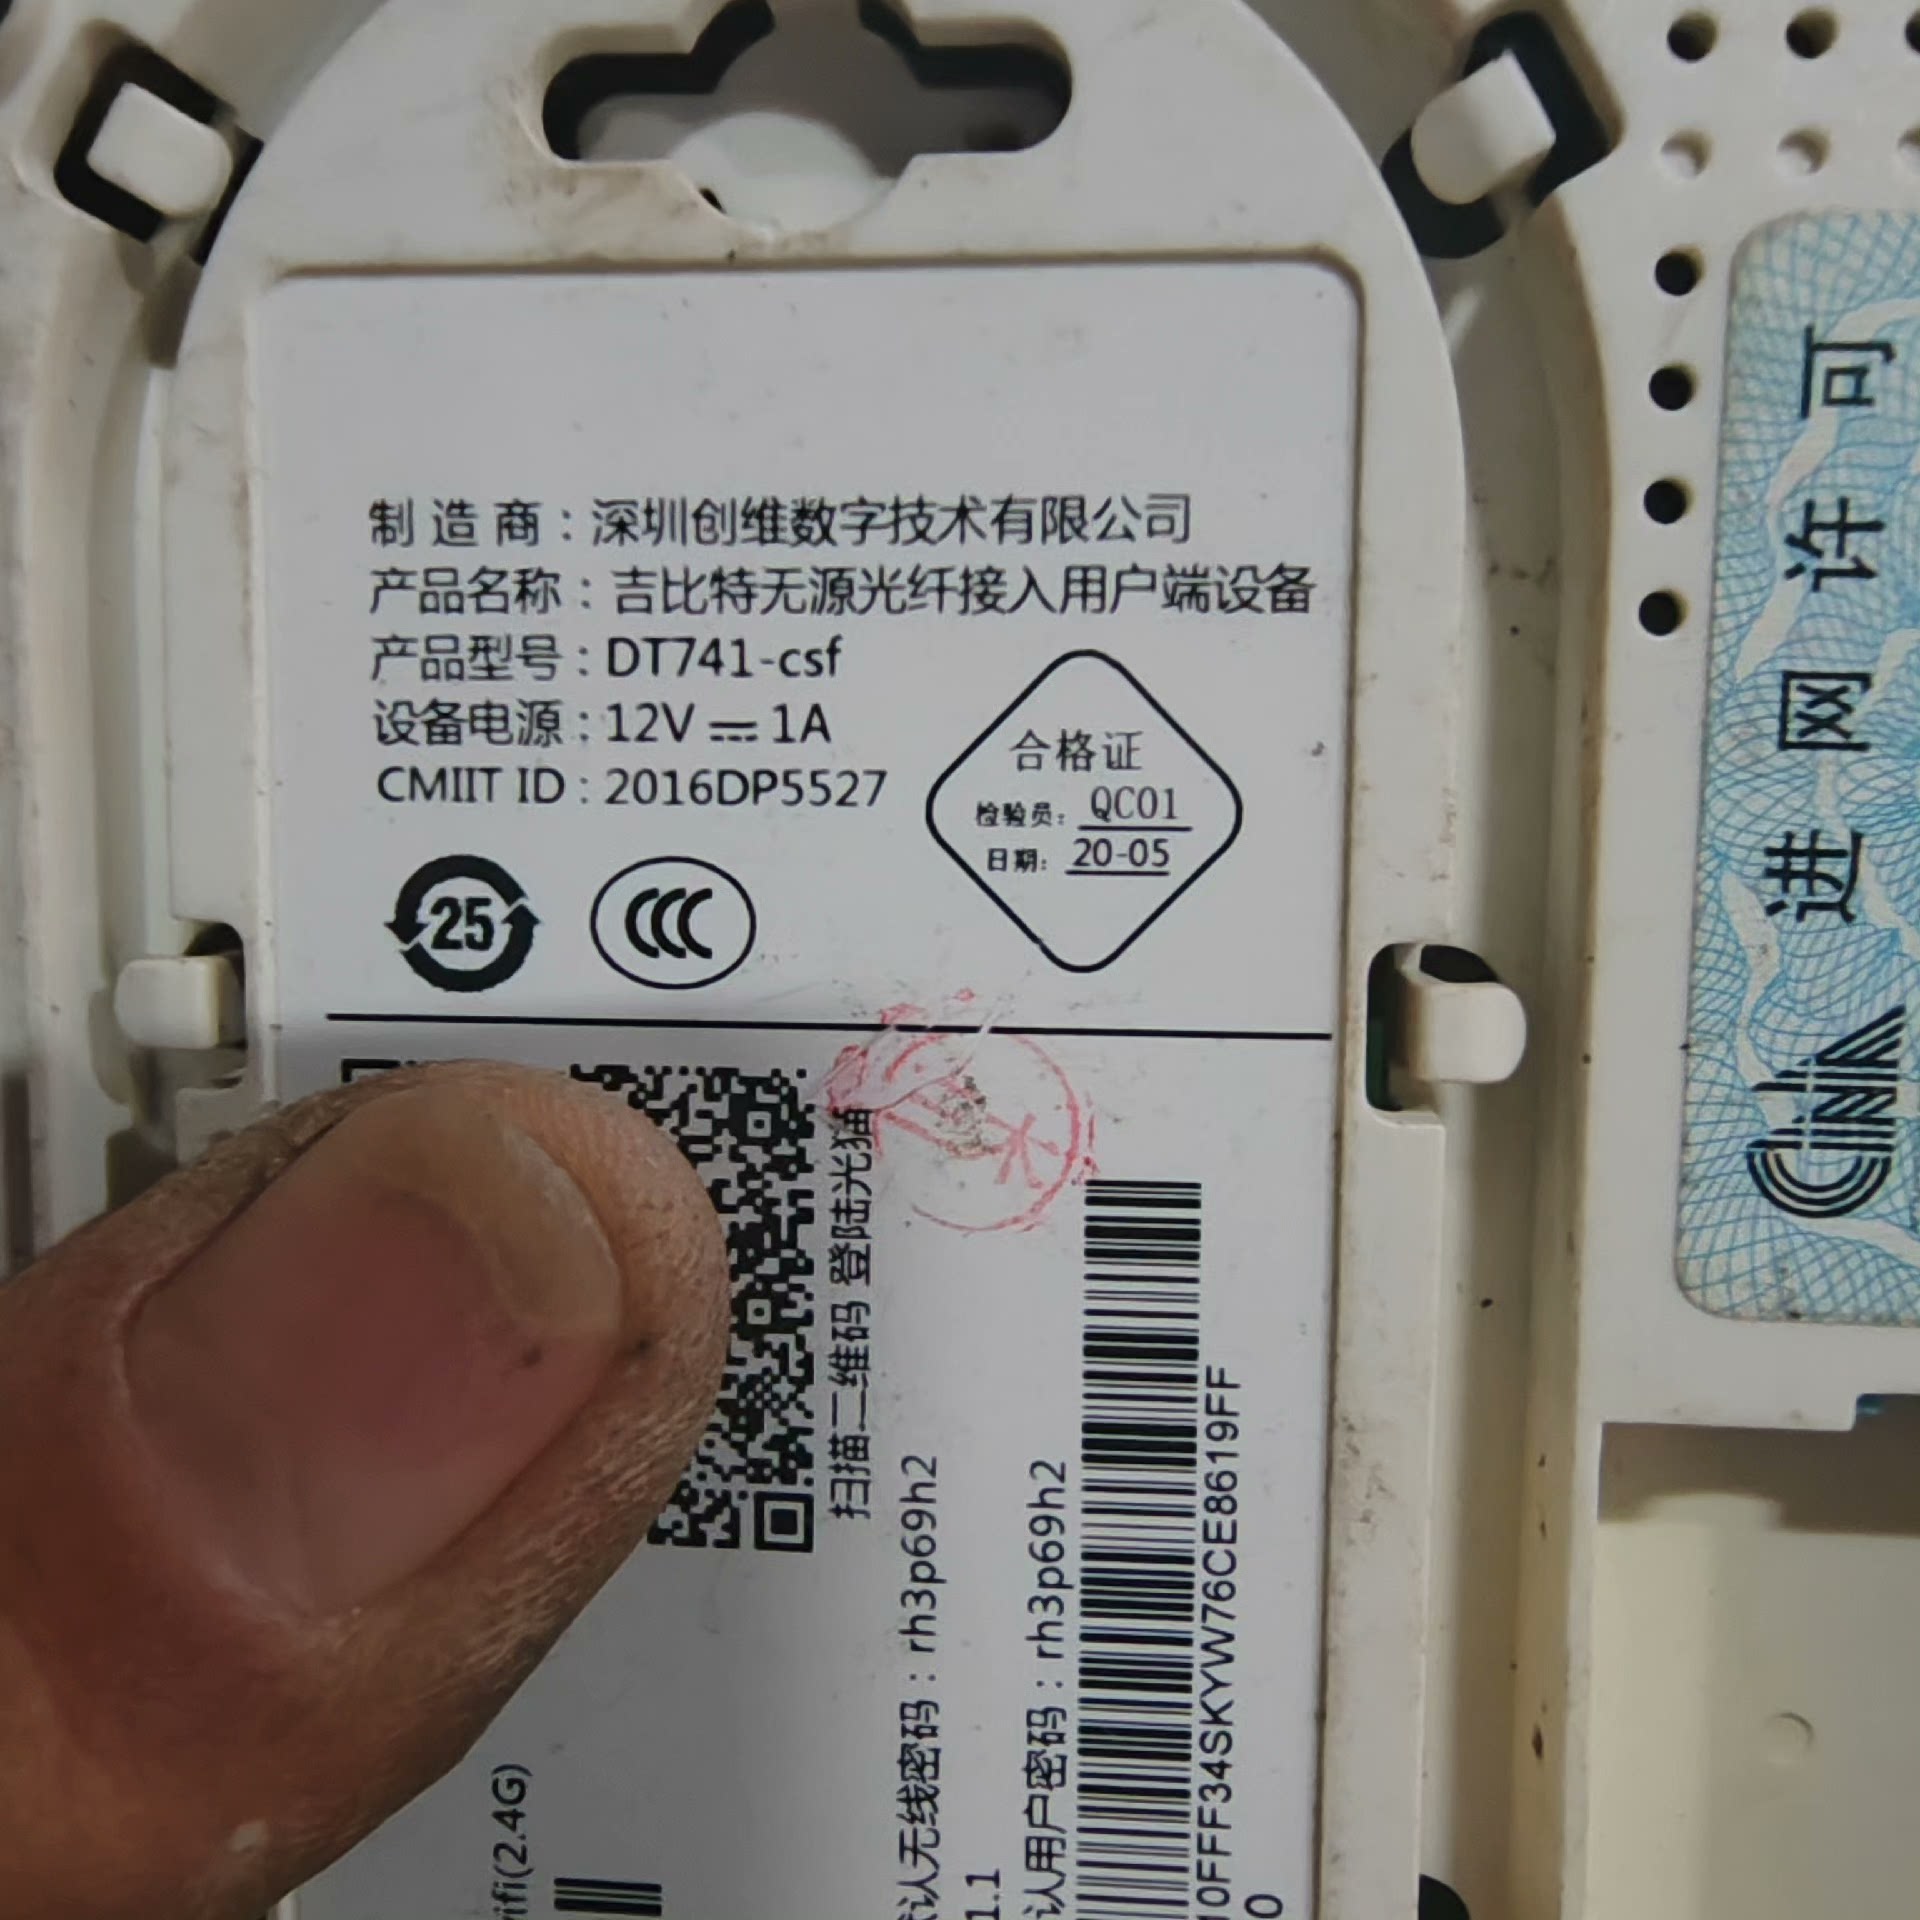 制造商：深圳创维数字技术有限公司
产品名称：吉比特无源光纤接入用户端设备
产品型号：DT741-csf
设备电源：12V⎓1A
CMIIT ID：2016DP5527
合格证
检验员：QC01
日期：20-05
25
CCC
扫描二维码 登陆光猫
认无线密码：rh3p69h2
1.1
认用户密码：rh3p69h2
10FFF34SKYW76CE8619FF
0
ifi(2.4G)
进网许可